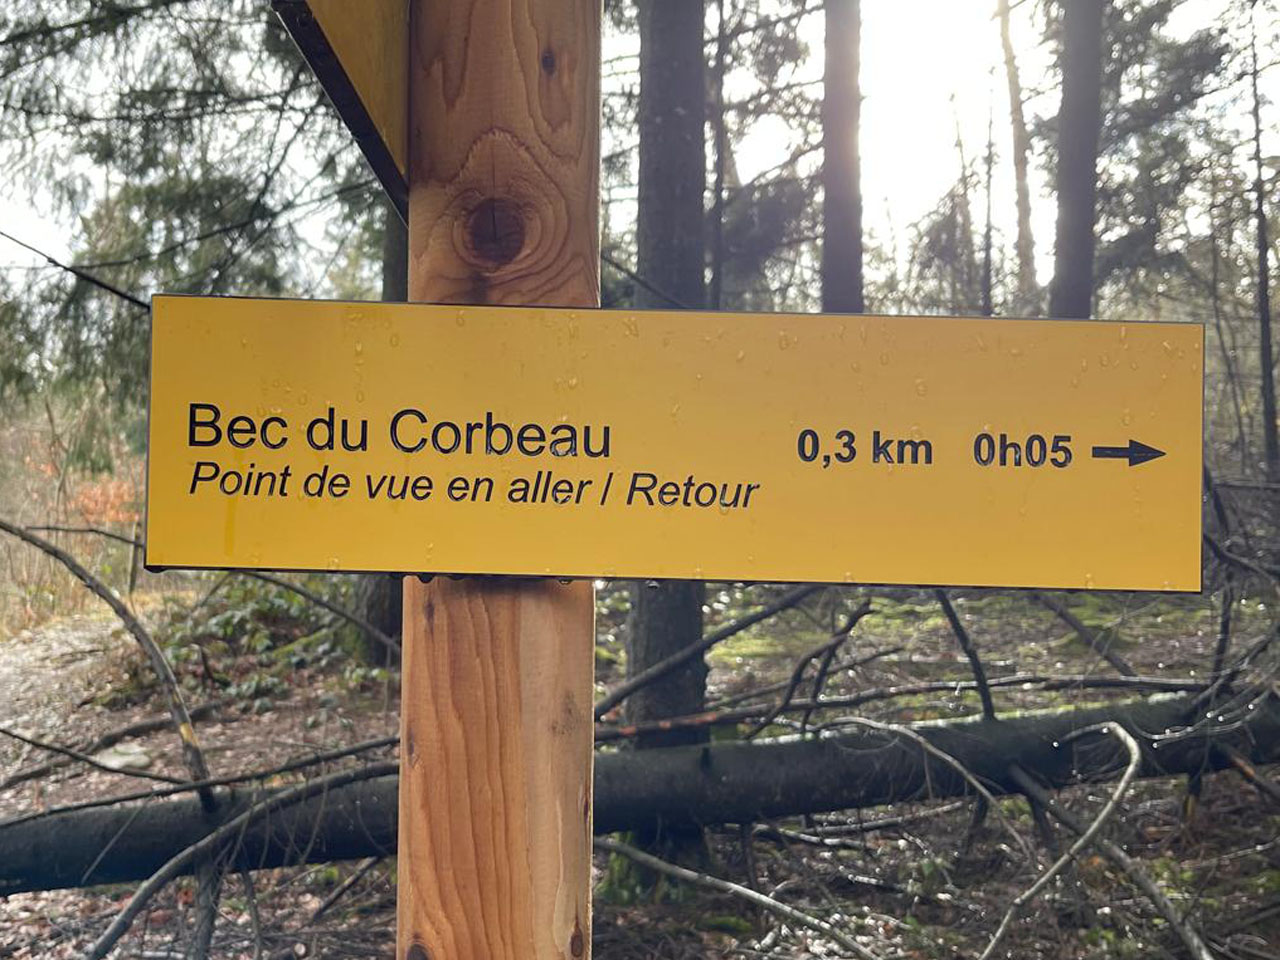 Bec du Corbeau 0,3 km 0h05
Point de vue en aller / Retour